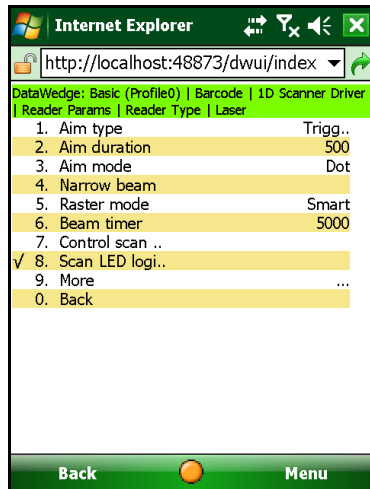 Internet Explorer
http://localhost:48873/dwui/index
DataWedge: Basic (Profile0) | Barcode | 1D Scanner Driver
| Reader Params | Reader Type | Laser
1. Aim type Trigg..
2. Aim duration 500
3. Aim mode Dot
4. Narrow beam
5. Raster mode Smart
6. Beam timer 5000
7. Control scan ..
√ 8. Scan LED logi..
9. More ...
0. Back
Back Menu